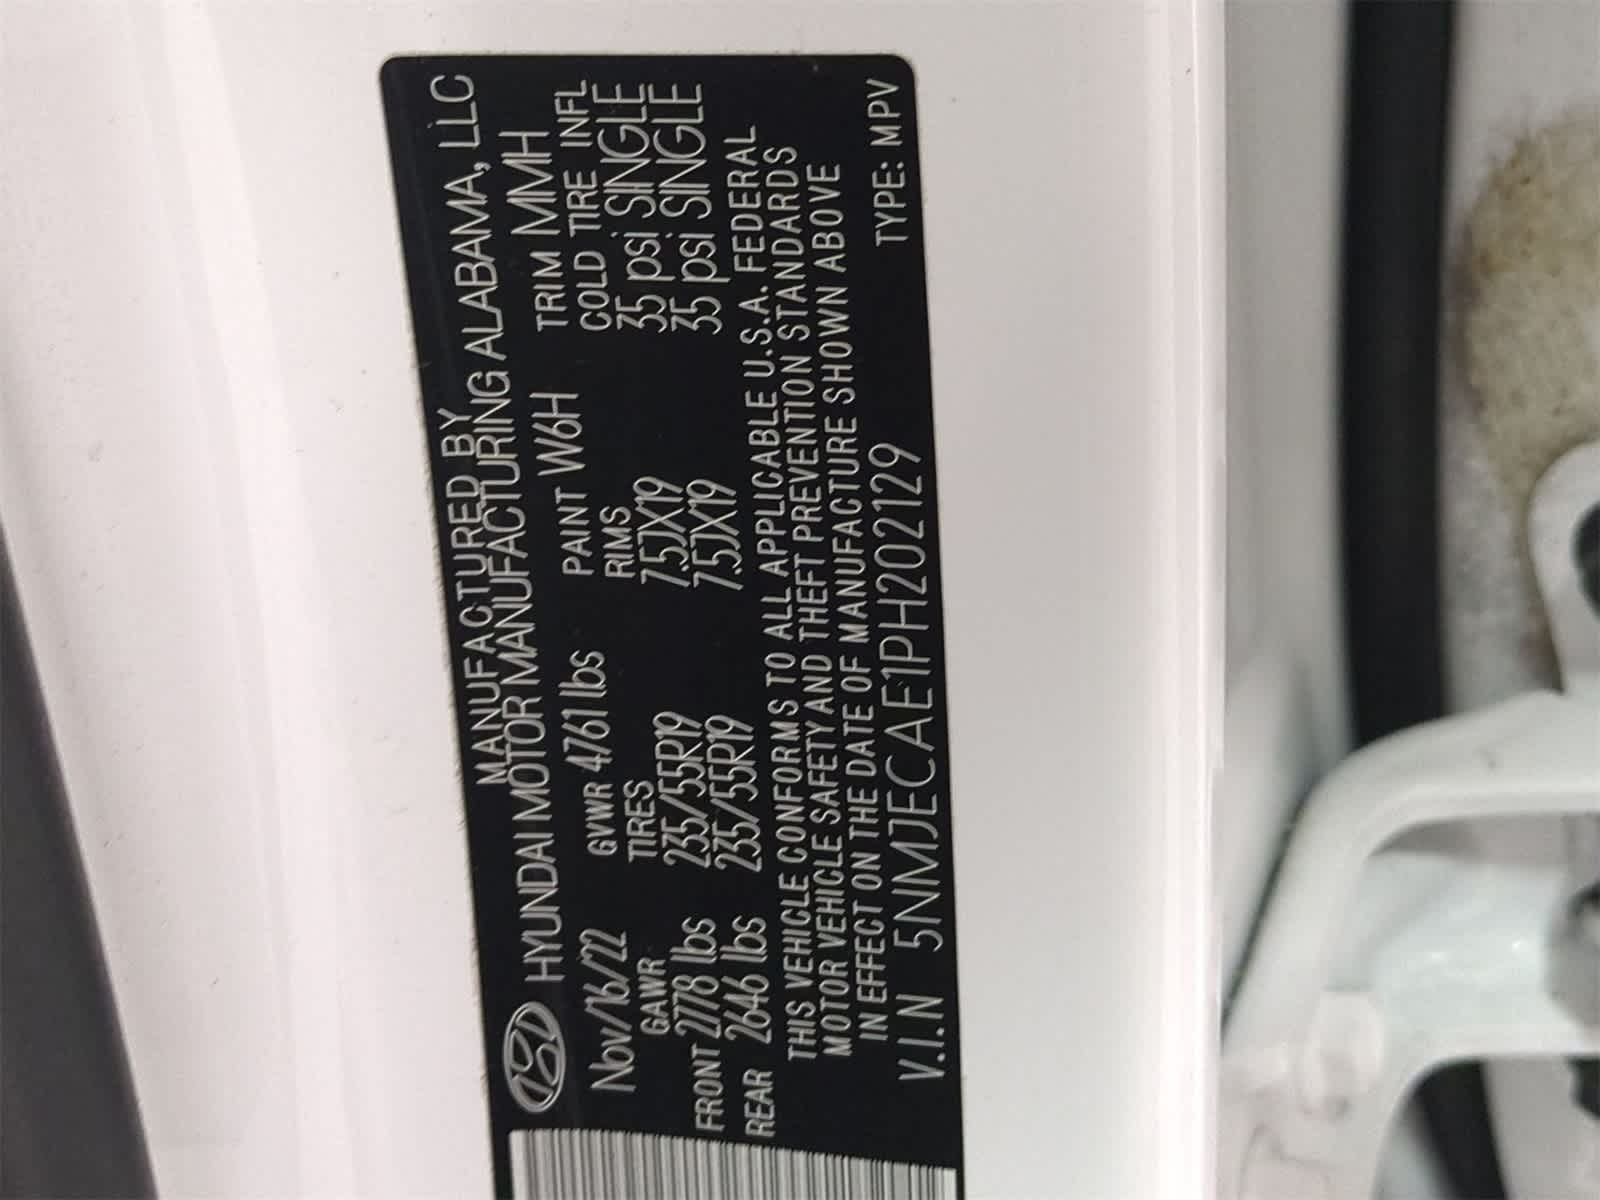 MANUFACTURED BY
HYUNDAI MOTOR MANUFACTURING ALABAMA, LLC
Nov/16/22 GVWR 4761 lbs PAINT W6H TRIM MMH
GAWR TIRES RIMS COLD TIRE INFL
FRONT 2778 lbs 235/55R19 7.5JX19 35 psi SINGLE
REAR 2646 lbs 235/55R19 7.5JX19 35 psi SINGLE
THIS VEHICLE CONFORMS TO ALL APPLICABLE U.S.A. FEDERAL
MOTOR VEHICLE SAFETY AND THEFT PREVENTION STANDARDS
IN EFFECT ON THE DATE OF MANUFACTURE SHOWN ABOVE
V.I.N 5NMJECAE1PH202129 TYPE: MPV